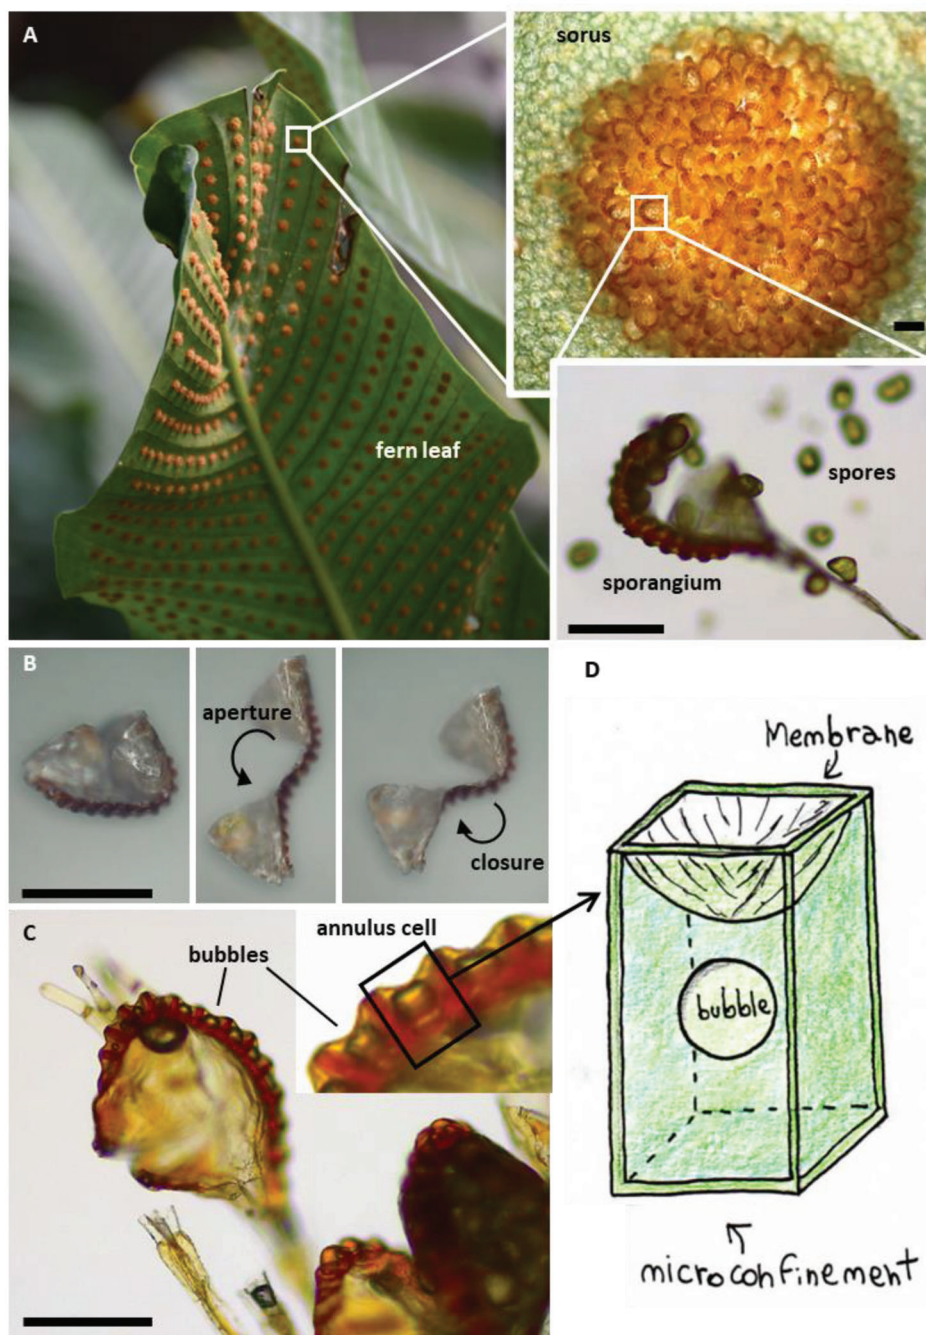 A
sorus
fern leaf
spores
sporangium
B
aperture
closure
C
bubbles
annulus cell
D
Membrane
bubble
microconfinement